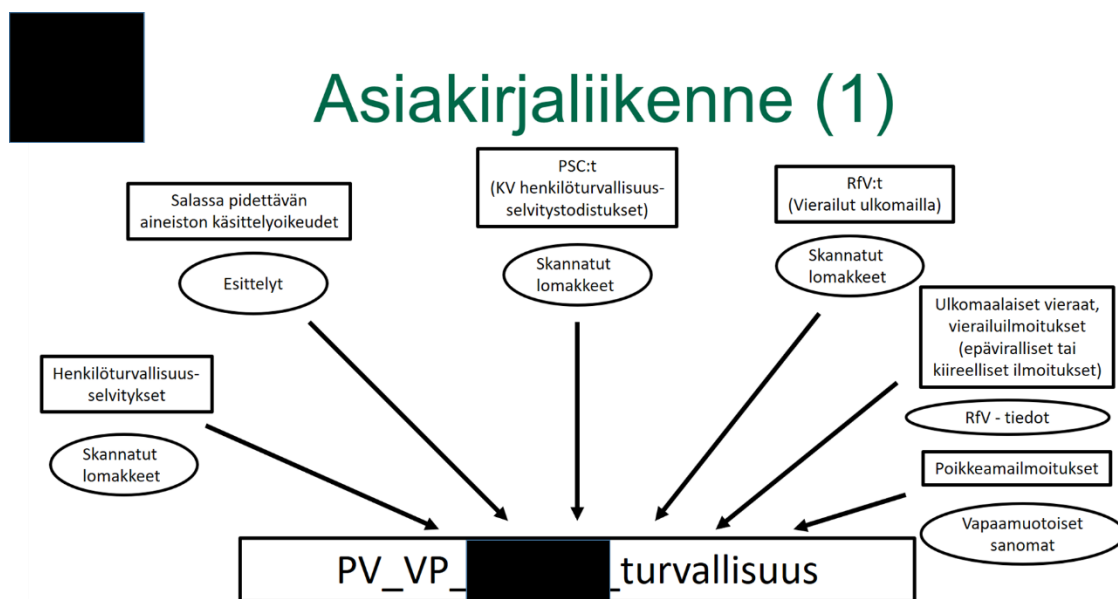 Asiakirjaliikenne (1)
PSC:t
(KV henkilöturvallisuus-
selvitystodistukset)
RfV:t
(Vierailut ulkomailla)
Salassa pidettävän
aineiston käsittelyoikeudet
Skannatut
lomakkeet
Skannatut
lomakkeet
Esittelyt
Ulkomaalaiset vieraat,
vierailuilmoitukset
(epäviralliset tai
kiireelliset ilmoitukset)
Henkilöturvallisuus-
selvitykset
RfV - tiedot
Skannatut
lomakkeet
Poikkeamailmoitukset
Vapaamuotoiset
sanomat
PV_VP_ _turvallisuus